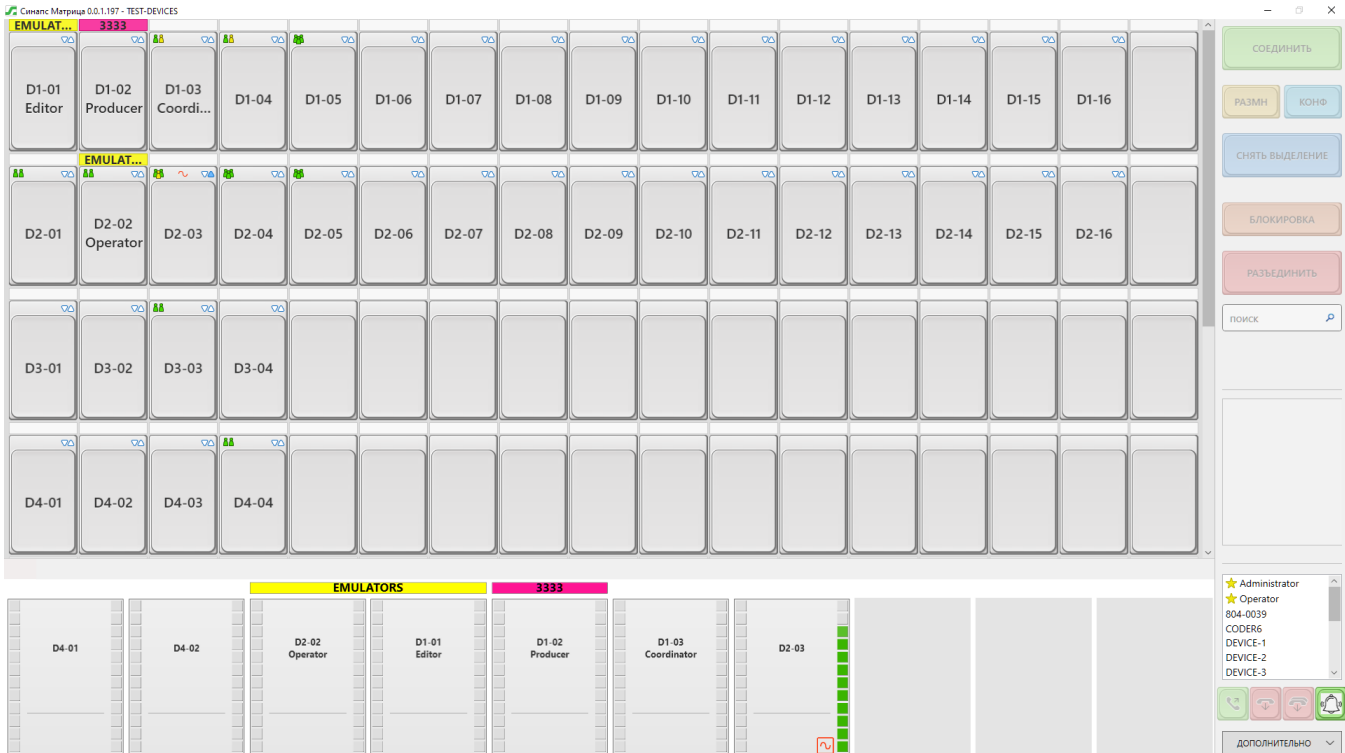 Синапс Матрица 0.0.1.197 - TEST-DEVICES
EMULAT... 3333
D1-01 Editor D1-02 Producer D1-03 Coordi... D1-04 D1-05 D1-06 D1-07 D1-08 D1-09 D1-10 D1-11 D1-12 D1-13 D1-14 D1-15 D1-16
EMULAT...
D2-01 D2-02 Operator D2-03 D2-04 D2-05 D2-06 D2-07 D2-08 D2-09 D2-10 D2-11 D2-12 D2-13 D2-14 D2-15 D2-16
D3-01 D3-02 D3-03 D3-04
D4-01 D4-02 D4-03 D4-04
EMULATORS 3333
D4-01 D4-02 D2-02 Operator D1-01 Editor D1-02 Producer D1-03 Coordinator D2-03
СОЕДИНИТЬ
РАЗМН КОНФ
СНЯТЬ ВЫДЕЛЕНИЕ
БЛОКИРОВКА
РАЗЪЕДИНИТЬ
ПОИСК
Administrator
Operator
804-0039
CODER6
DEVICE-1
DEVICE-2
DEVICE-3
ДОПОЛНИТЕЛЬНО